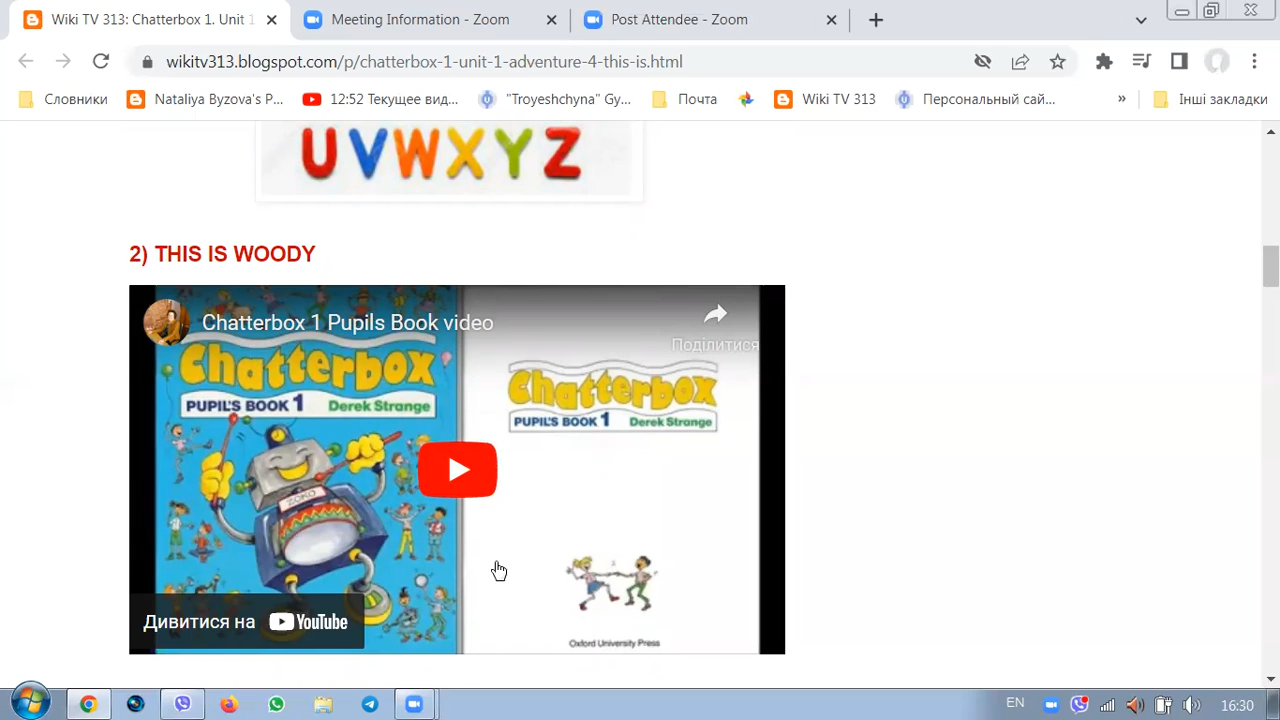 Wiki TV 313: Chatterbox 1. Unit 1
Meeting Information - Zoom
Post Attendee - Zoom
wikitv313.blogspot.com/p/chatterbox-1-unit-1-adventure-4-this-is.html
Словники
Nataliya Byzova's P...
12:52 Текущее вид...
"Troyeshchyna" Gy...
Почта
Wiki TV 313
Персональный сай...
»
Інші закладки
UVWXYZ
2) THIS IS WOODY
Chatterbox 1 Pupils Book video
Поділитися
Chatterbox
PUPIL'S BOOK 1 Derek Strange
Chatterbox
PUPIL'S BOOK 1 Derek Strange
ZOKO
Дивитися на YouTube
Oxford University Press
EN
16:30